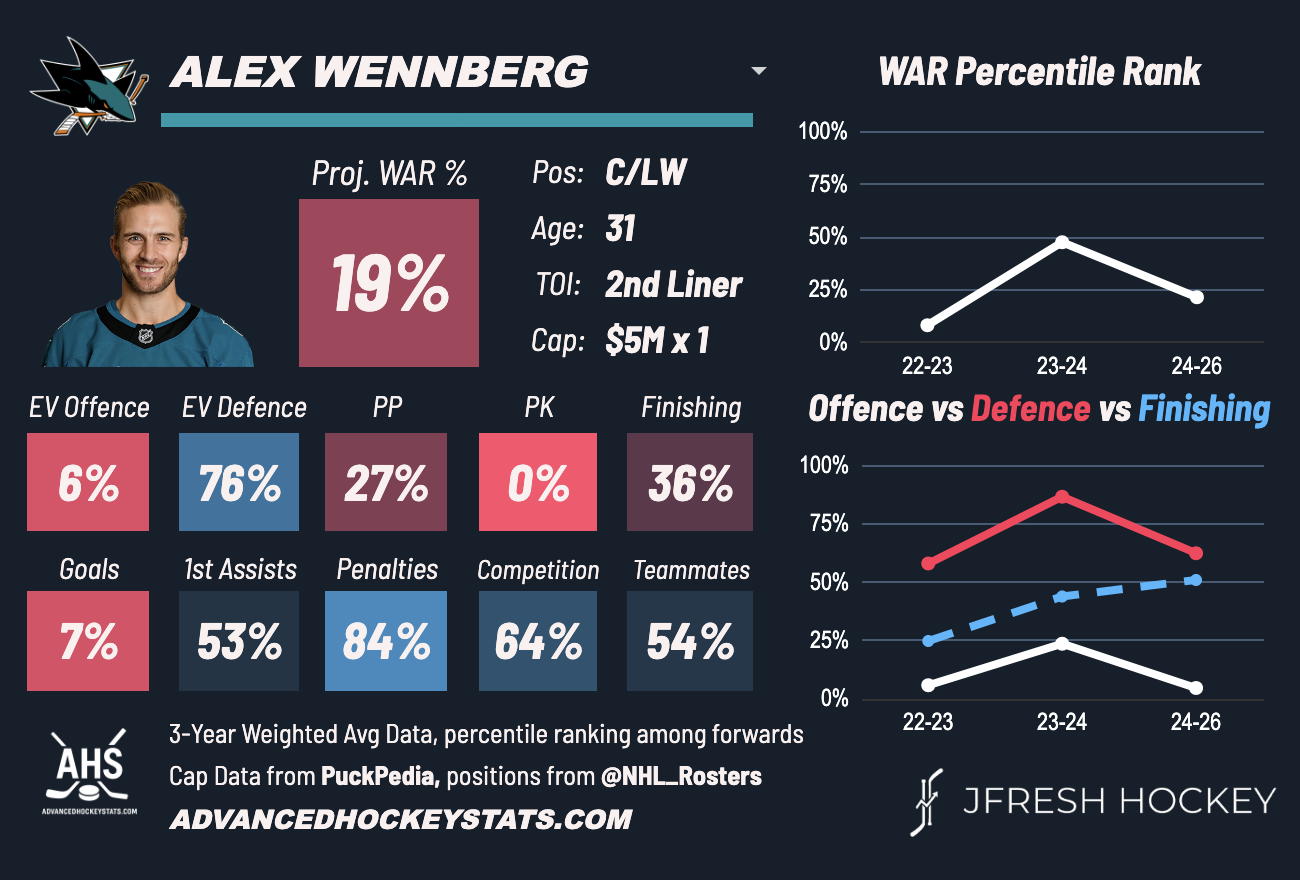 ALEX WENNBERG
WAR Percentile Rank
Proj. WAR %
19%
Pos: C/LW
Age: 31
TOI: 2nd Liner
Cap: $5M x 1
100%
75%
50%
25%
0%
22-23 23-24 24-26
EV Offence EV Defence PP PK Finishing
6% 76% 27% 0% 36%
Goals 1st Assists Penalties Competition Teammates
7% 53% 84% 64% 54%
Offence vs Defence vs Finishing
100%
75%
50%
25%
0%
22-23 23-24 24-26
AHS
ADVANCEDHOCKEYSTATS.COM
3-Year Weighted Avg Data, percentile ranking among forwards
Cap Data from PuckPedia, positions from @NHL_Rosters
ADVANCEDHOCKEYSTATS.COM
JFRESH HOCKEY